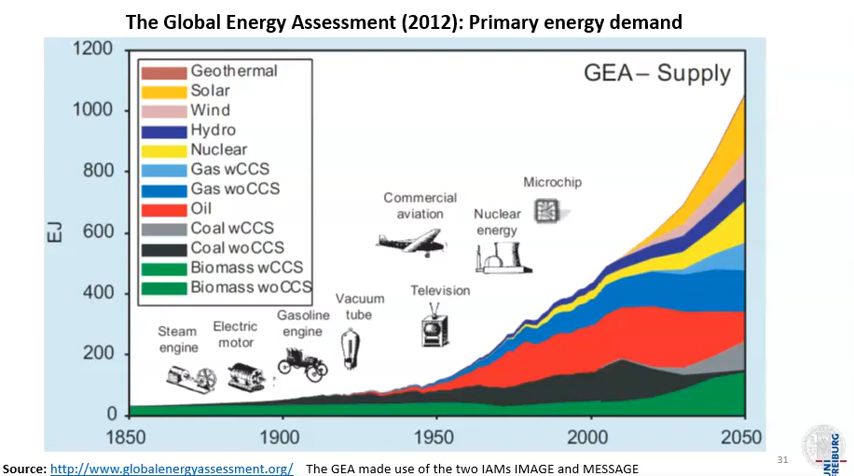 The Global Energy Assessment (2012): Primary energy demand
GEA – Supply
EJ
1200
1000
800
600
400
200
0
Geothermal
Solar
Wind
Hydro
Nuclear
Gas wCCS
Gas woCCS
Oil
Coal wCCS
Coal woCCS
Biomass wCCS
Biomass woCCS
Steam
engine
Electric
motor
Gasoline
engine
Vacuum
tube
Television
Commercial
aviation
Nuclear
energy
Microchip
1850
1900
1950
2000
2050
31
UNI
FREIBURG
Source: http://www.globalenergyassessment.org/ The GEA made use of the two IAMs IMAGE and MESSAGE